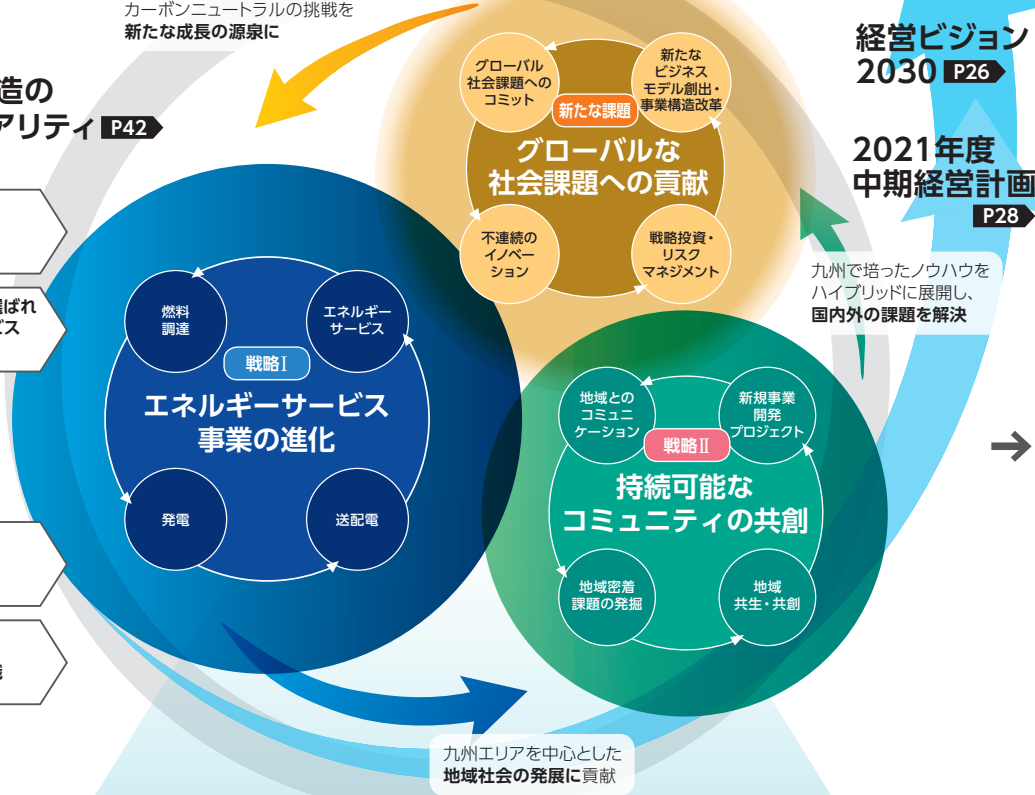 カーボンニュートラルの挑戦を
新たな成長の源泉に
造の
アリティ P42
ばれ
ビス
経営ビジョン
2030 P26
2021年度
中期経営計画
P28
グローバル
社会課題への
コミット
新たな
ビジネス
モデル創出・
事業構造改革
新たな課題
グローバルな
社会課題への貢献
不連続の
イノベー
ション
戦略投資・
リスク
マネジメント
九州で培ったノウハウを
ハイブリッドに展開し、
国内外の課題を解決
燃料
調達
エネルギー
サービス
戦略Ⅰ
エネルギーサービス
事業の進化
発電
送配電
地域との
コミュニ
ケーション
新規事業
開発
プロジェクト
戦略Ⅱ
持続可能な
コミュニティの共創
地域密着
課題の発掘
地域
共生・共創
九州エリアを中心とした
地域社会の発展に貢献